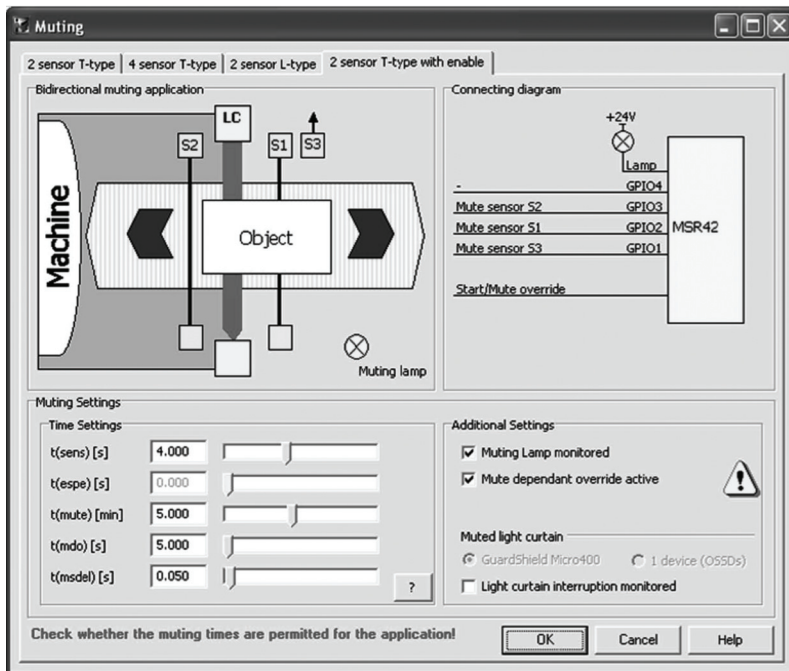 Muting
2 sensor T-type
4 sensor T-type
2 sensor L-type
2 sensor T-type with enable
Bidirectional muting application
LC
S2
S1
S3
Machine
Object
Muting lamp
Connecting diagram
+24V
Lamp
- GPIO4
Mute sensor S2 GPIO3
Mute sensor S1 GPIO2
MSR42
Mute sensor S3 GPIO1
Start/Mute override
Muting Settings
Time Settings
t(sens) [s] 4.000
t(espe) [s] 0.000
t(mute) [min] 5.000
t(mdo) [s] 5.000
t(msdel) [s] 0.050
?
Additional Settings
Muting Lamp monitored
Mute dependant override active
!
Muted light curtain
GuardShield Micro400
1 device (OSSDs)
Light curtain interruption monitored
Check whether the muting times are permitted for the application!
OK
Cancel
Help